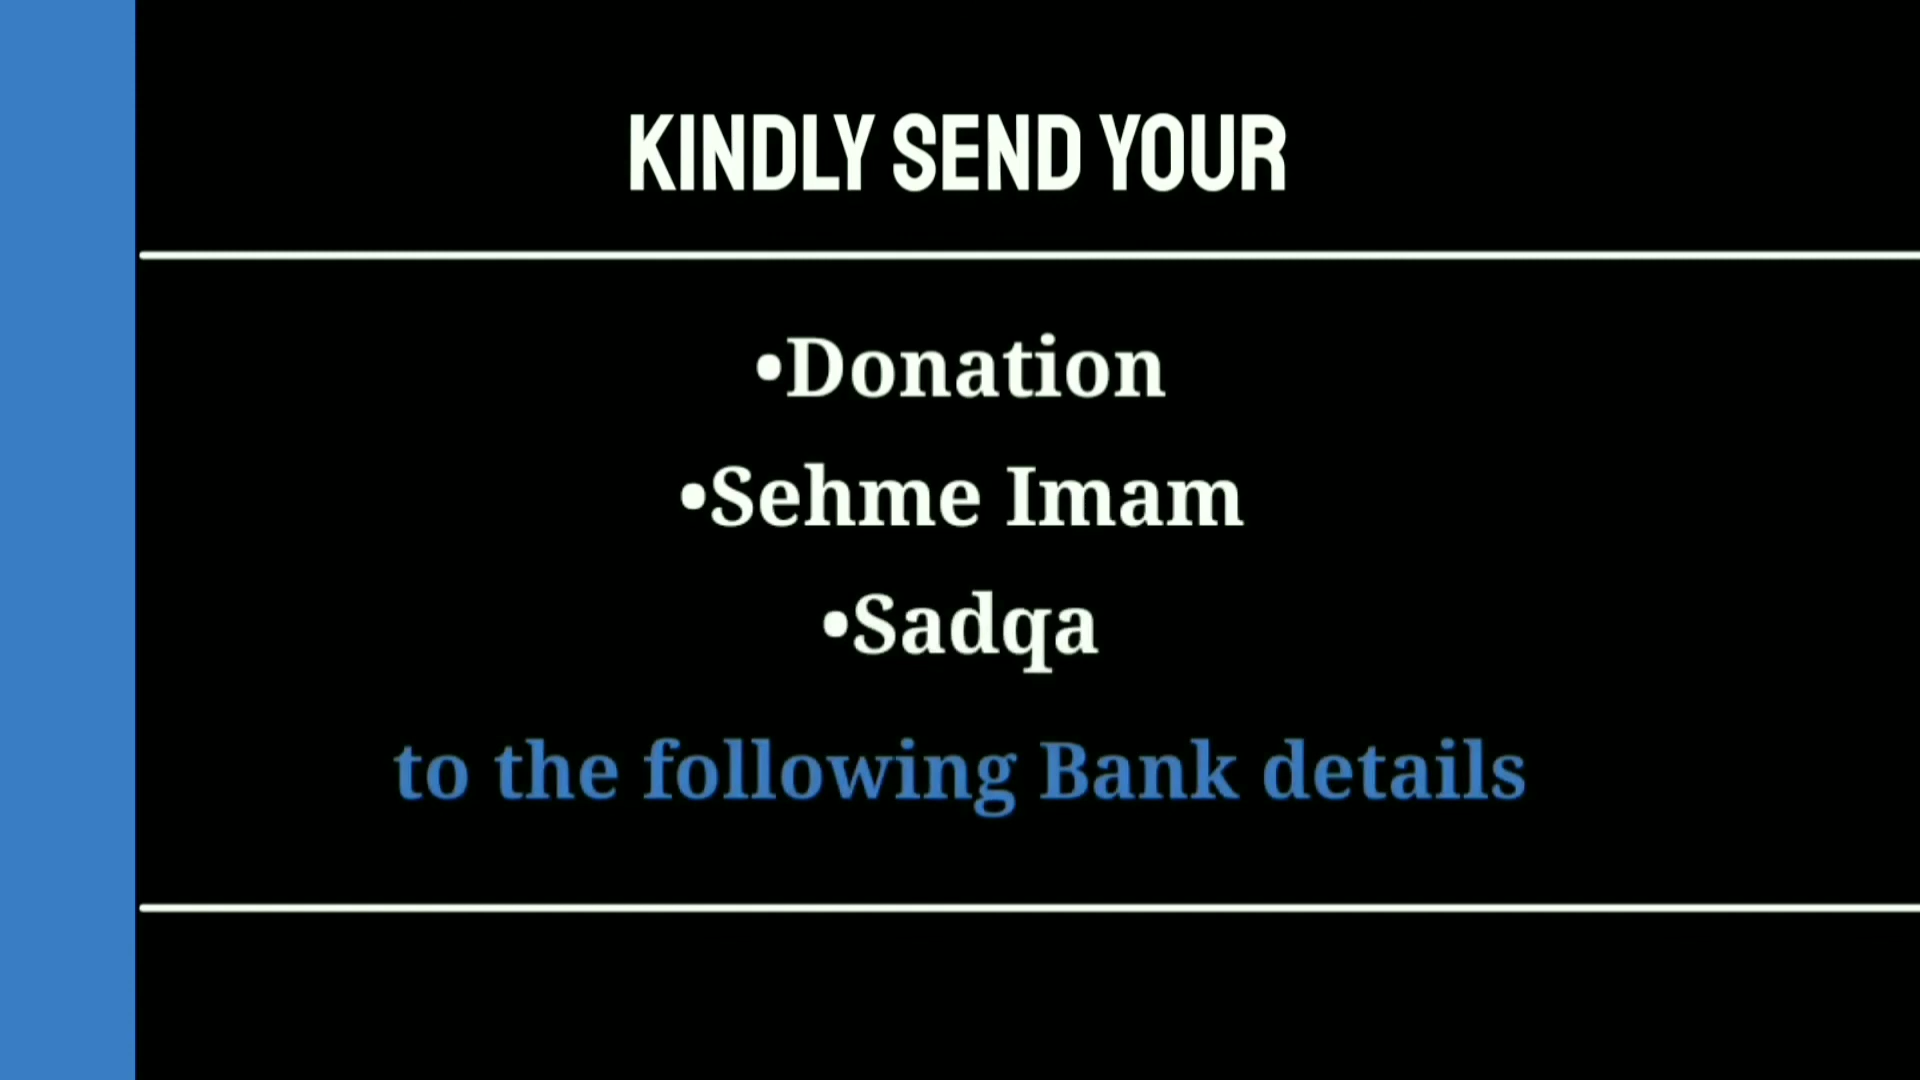 KINDLY SEND YOUR
•Donation
•Sehme Imam
•Sadqa
to the following Bank details